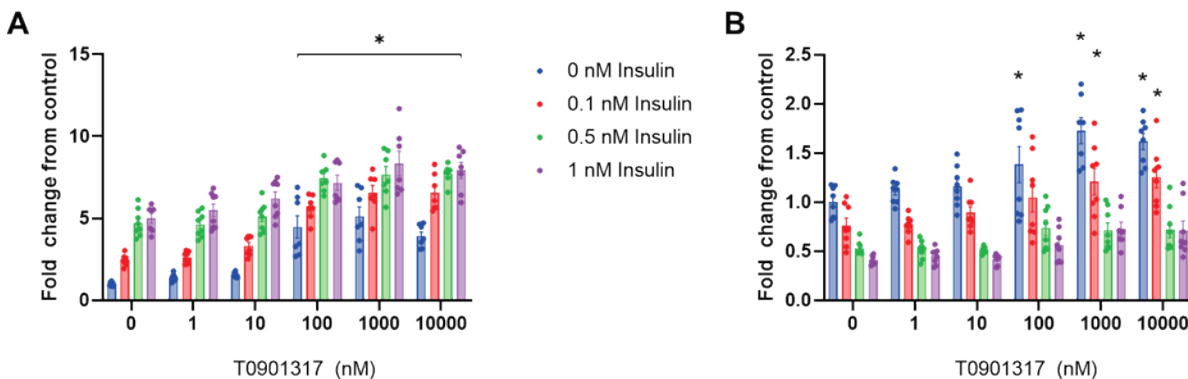 A
Fold change from control
15
10
5
0
*
0 1 10 100 1000 10000
T0901317 (nM)
0 nM Insulin
0.1 nM Insulin
0.5 nM Insulin
1 nM Insulin
B
Fold change from control
2.5
2.0
1.5
1.0
0.5
0.0
* * * * *
0 1 10 100 1000 10000
T0901317 (nM)